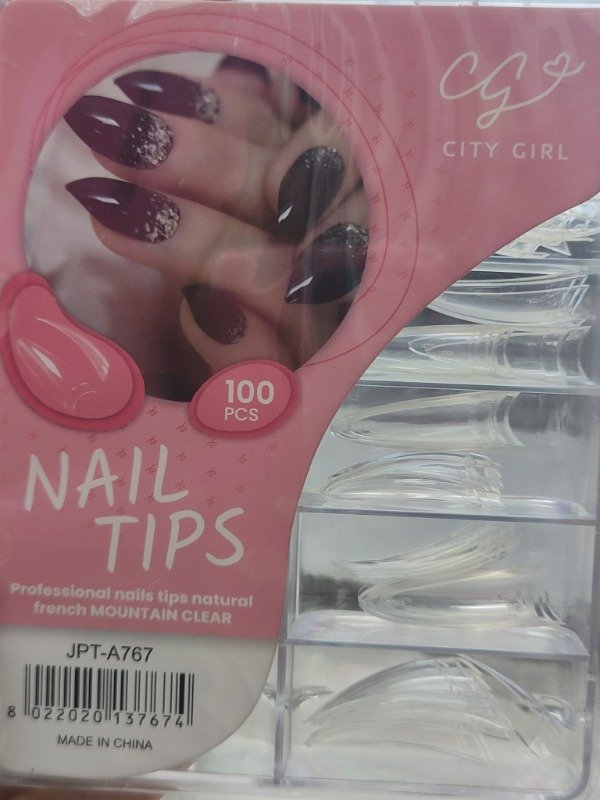 CG
CITY GIRL
100
PCS
NAIL
TIPS
Professional nails tips natural
french MOUNTAIN CLEAR
JPT-A767
8 022020 137674
MADE IN CHINA